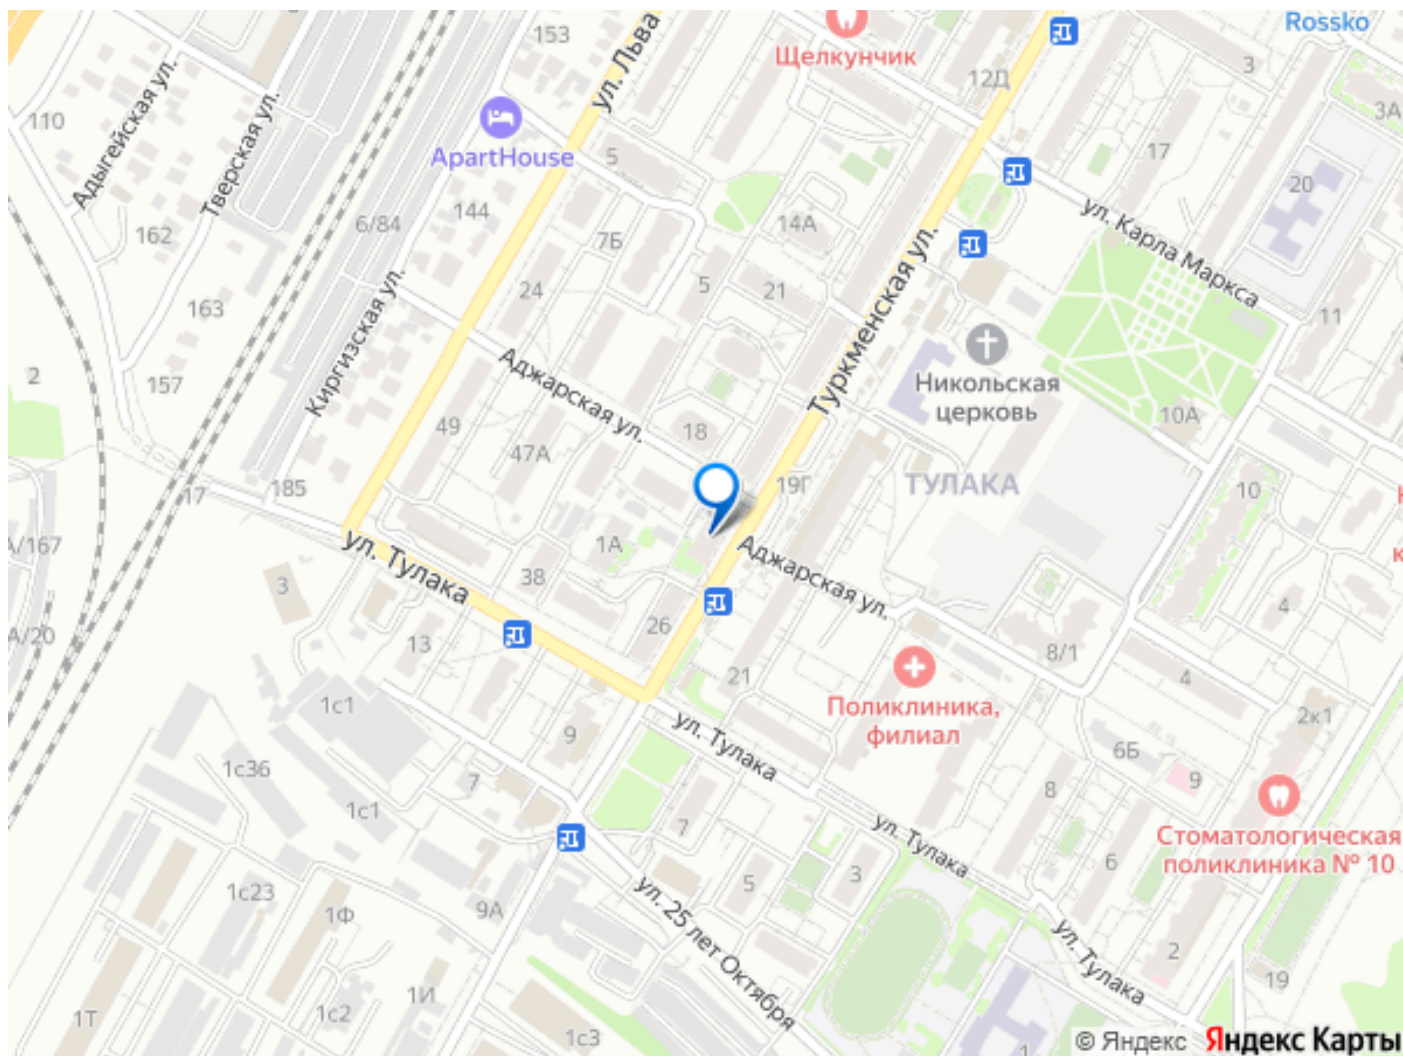 Rossko
153
Щелкунчик
ул. Льва
12Д
3
3А
110
Адыгейская ул.
Тверская ул.
ApartHouse
5
17
20
144
6/84
162
7Б
14А
ул. Карла Маркса
163
24
5
21
Туркменская ул.
11
Киргизская ул.
2
157
Аджарская ул.
Никольская
церковь
10А
49
47А
18
ТУЛАКА
19Г
10
185
17
А/167
ул. Тулака
1А
Аджарская ул.
3
38
4
А/20
13
26
8/1
4
21
Поликлиника,
филиал
2к1
1с1
9
ул. Тулака
6Б
9
1с36
7
8
1с1
7
ул. Тулака
Стоматологическая
поликлиника № 10
6
1с23
5
3
1Ф
9А
ул. 25 лет Октября
ул. Тулака
2
19
1И
1Т
1с2
1с3
1
© Яндекс Яндекс Карты